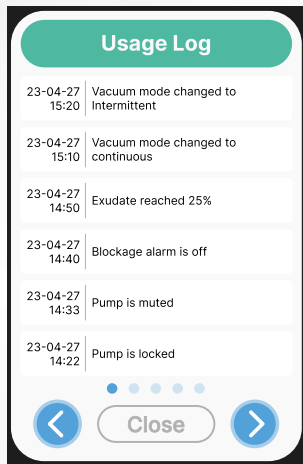 Usage Log
23-04-27
15:20
Vacuum mode changed to
Intermittent
23-04-27
15:10
Vacuum mode changed to
continuous
23-04-27
14:50
Exudate reached 25%
23-04-27
14:40
Blockage alarm is off
23-04-27
14:33
Pump is muted
23-04-27
14:22
Pump is locked
Close